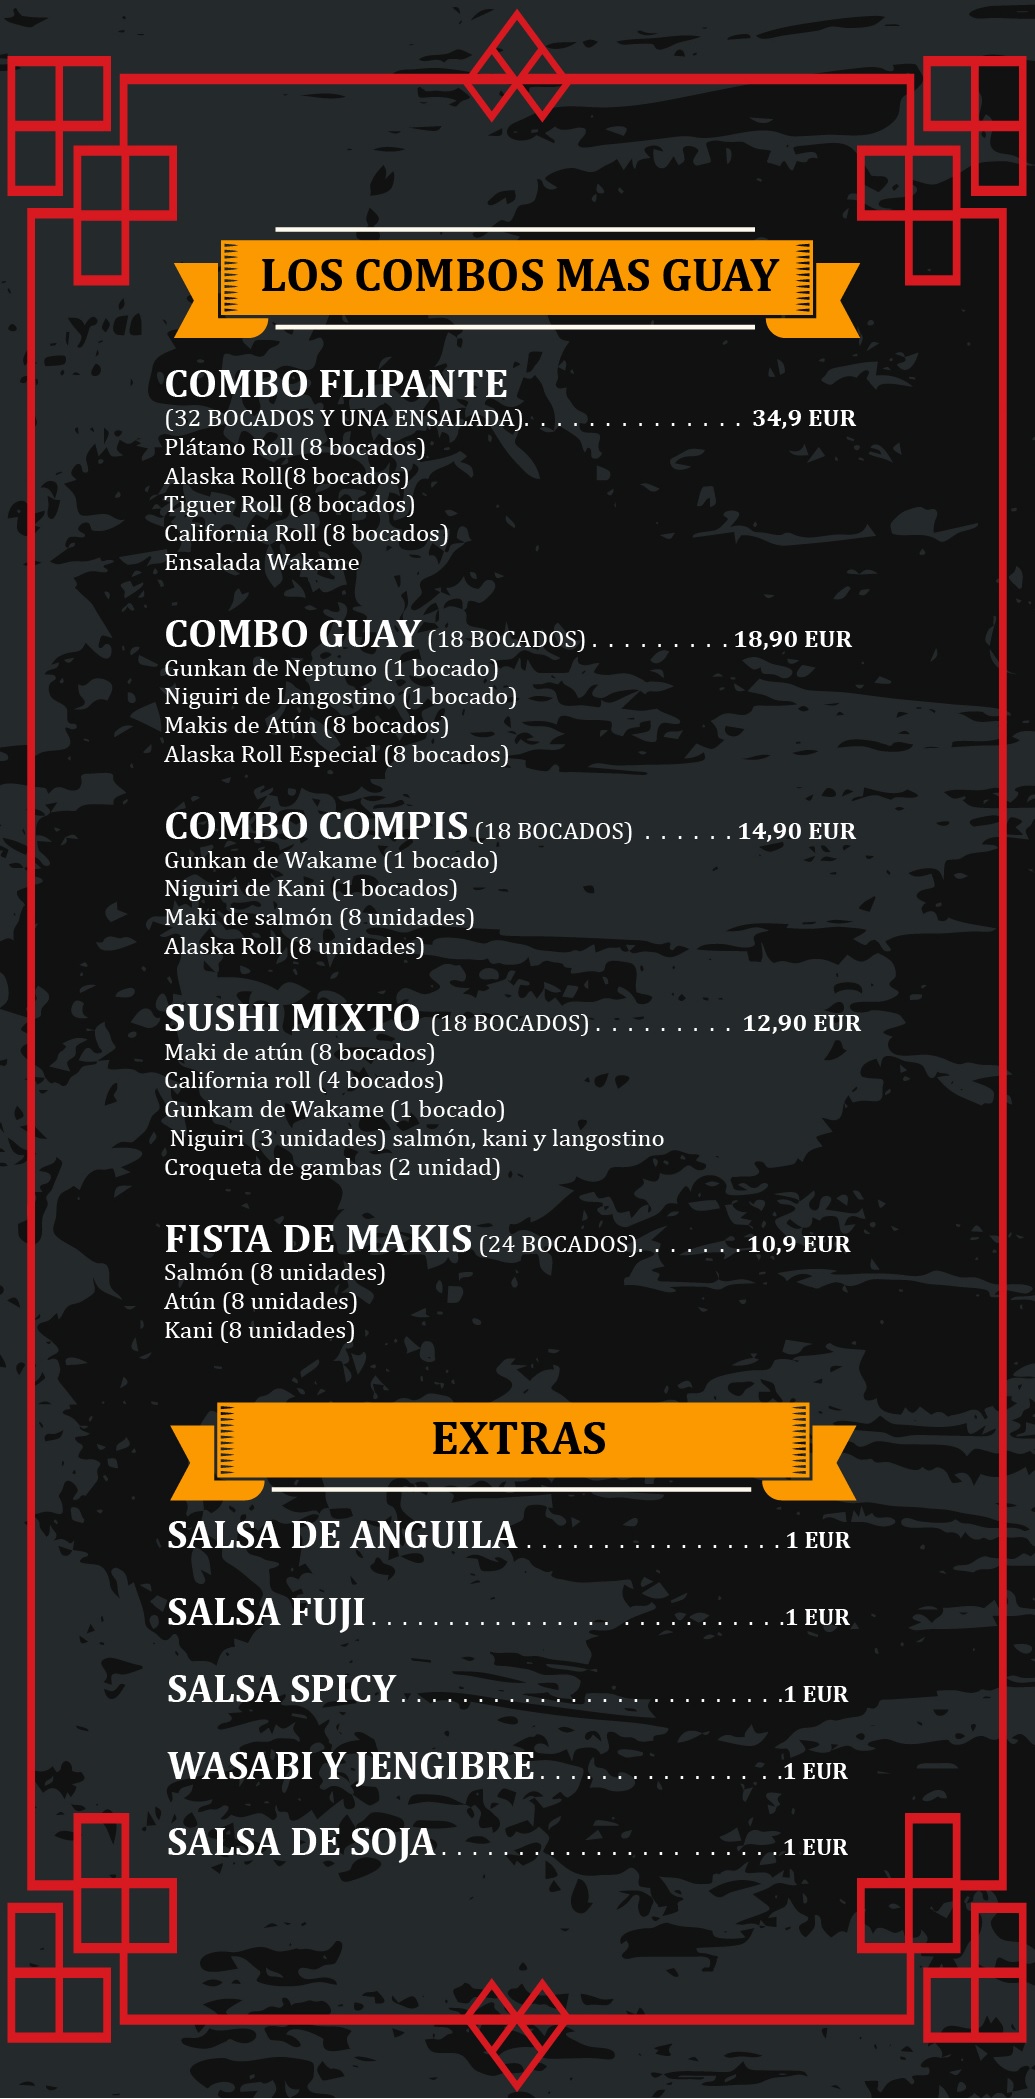 LOS COMBOS MAS GUAY
COMBO FLIPANTE
(32 BOCADOS Y UNA ENSALADA). . . . . . . . . . . . . . 34,9 EUR
Plátano Roll (8 bocados)
Alaska Roll(8 bocados)
Tiguer Roll (8 bocados)
California Roll (8 bocados)
Ensalada Wakame
COMBO GUAY (18 BOCADOS) . . . . . . . . . 18,90 EUR
Gunkan de Neptuno (1 bocado)
Niguiri de Langostino (1 bocado)
Makis de Atún (8 bocados)
Alaska Roll Especial (8 bocados)
COMBO COMPIS (18 BOCADOS) . . . . . . 14,90 EUR
Gunkan de Wakame (1 bocado)
Niguiri de Kani (1 bocados)
Maki de salmón (8 unidades)
Alaska Roll (8 unidades)
SUSHI MIXTO (18 BOCADOS) . . . . . . . . . 12,90 EUR
Maki de atún (8 bocados)
California roll (4 bocados)
Gunkam de Wakame (1 bocado)
Niguiri (3 unidades) salmón, kani y langostino
Croqueta de gambas (2 unidad)
FISTA DE MAKIS (24 BOCADOS). . . . . . . 10,9 EUR
Salmón (8 unidades)
Atún (8 unidades)
Kani (8 unidades)
EXTRAS
SALSA DE ANGUILA . . . . . . . . . . . . . . . . . 1 EUR
SALSA FUJI . . . . . . . . . . . . . . . . . . . . . . . . . . .1 EUR
SALSA SPICY . . . . . . . . . . . . . . . . . . . . . . . . .1 EUR
WASABI Y JENGIBRE . . . . . . . . . . . . . . . .1 EUR
SALSA DE SOJA . . . . . . . . . . . . . . . . . . . . . . 1 EUR